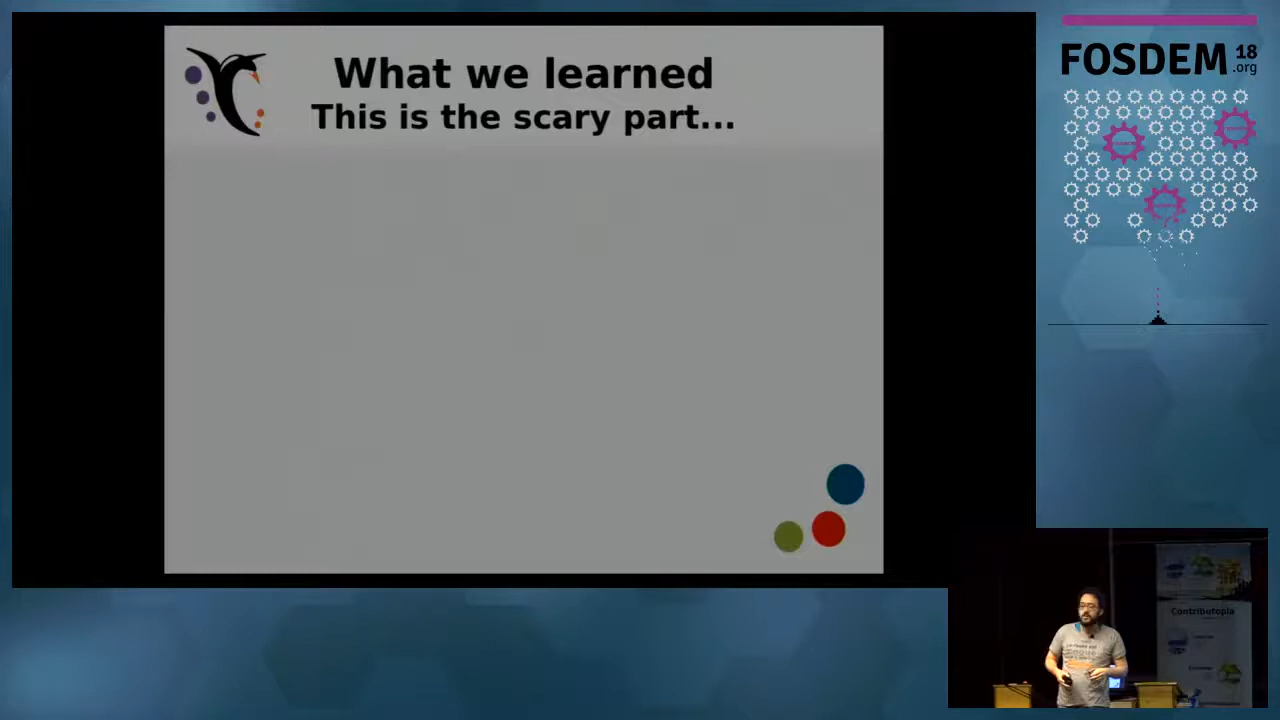 What we learned
This is the scary part...
FOSDEM 18
.org
Contributopia